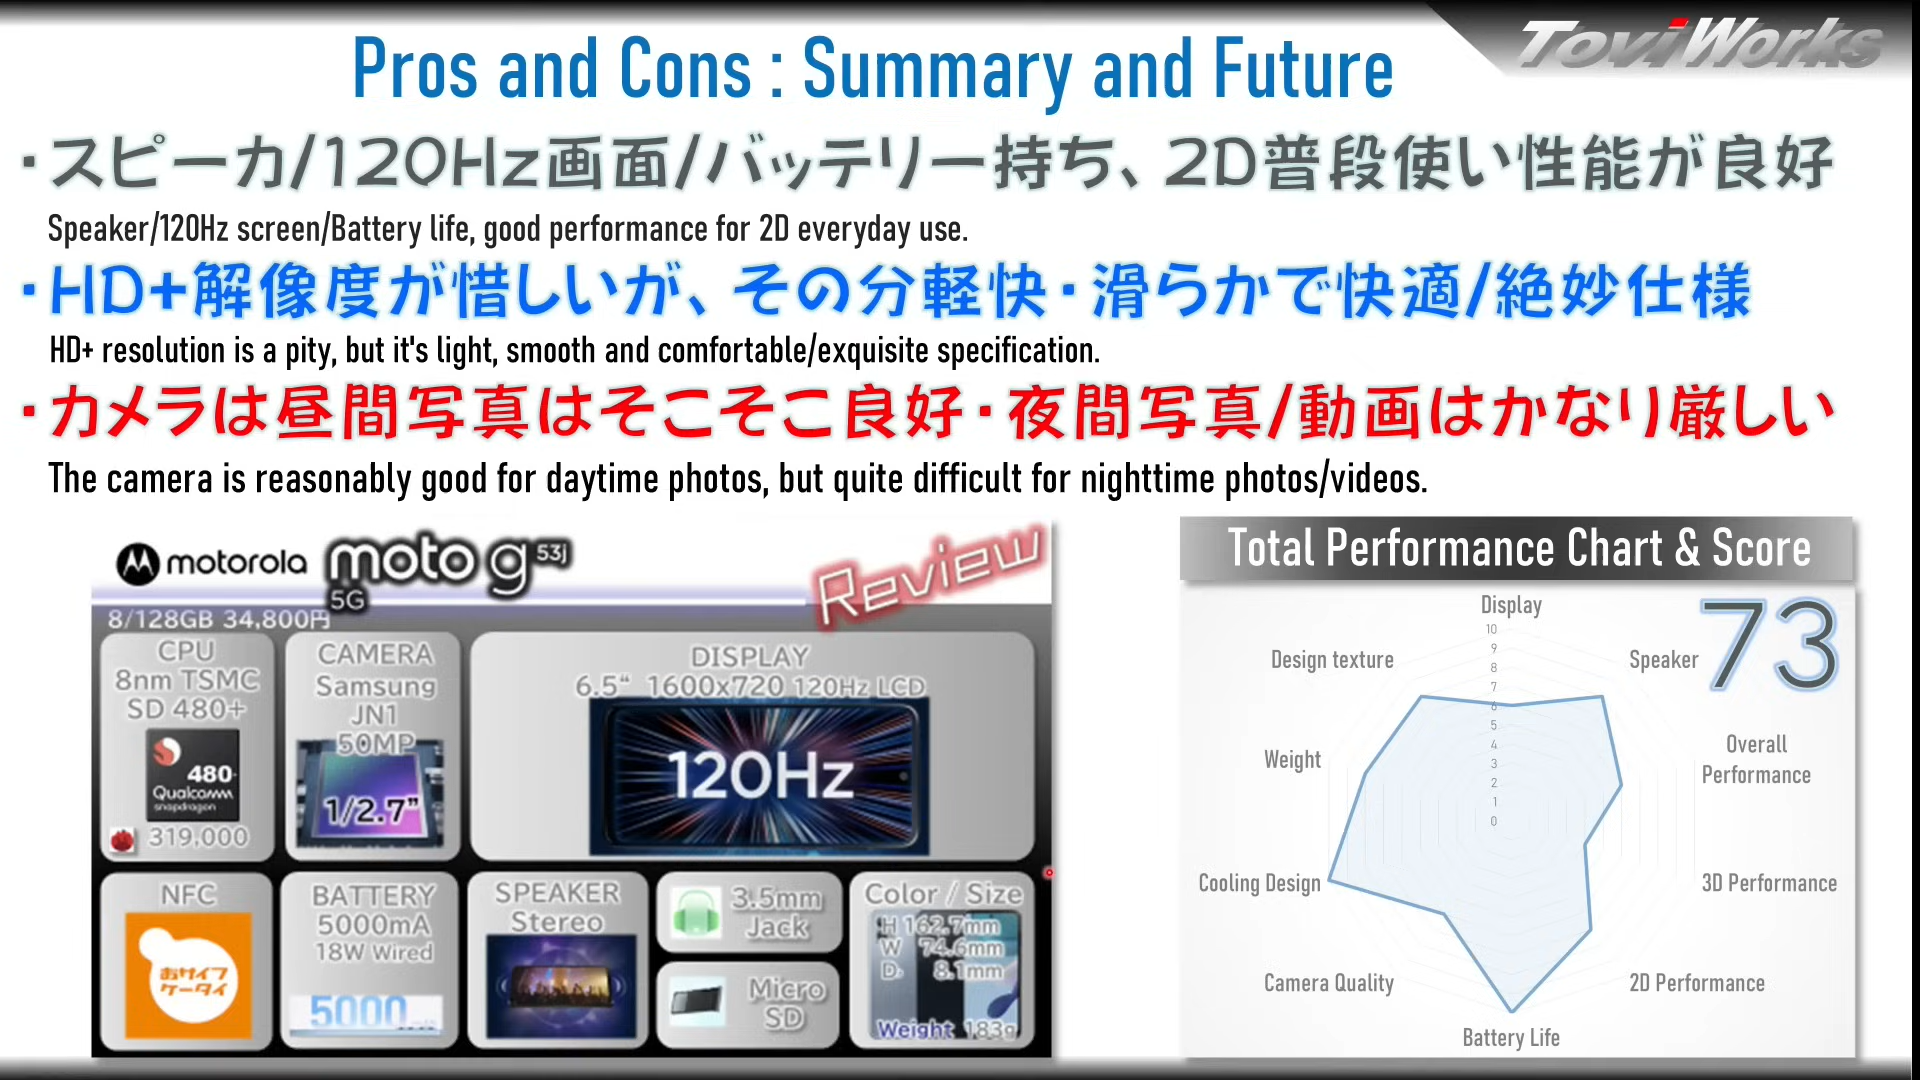 Pros and Cons : Summary and Future
ToviWorks
・スピーカ/120Hz画面/バッテリー持ち、2D普段使い性能が良好
Speaker/120Hz screen/Battery life, good performance for 2D everyday use.
・HD+解像度が惜しいが、その分軽快・滑らかで快適/絶妙仕様
HD+ resolution is a pity, but it's light, smooth and comfortable/exquisite specification.
・カメラは昼間写真はそこそこ良好・夜間写真/動画はかなり厳しい
The camera is reasonably good for daytime photos, but quite difficult for nighttime photos/videos.
motorola moto g 53j
5G
Review
8/128GB 34,800円
CPU
8nm TSMC
SD 480+
480
Qualcomm
snapdragon
319,000
CAMERA
Samsung
JN1
50MP
1/2.7"
DISPLAY
6.5“ 1600x720 120Hz LCD
120Hz
NFC
おサイフ
ケータイ
BATTERY
5000mA
18W Wired
5000
SPEAKER
Stereo
3.5mm
Jack
Micro
SD
Color / Size
H 162.7mm
W 74.6mm
D. 8.1mm
Weight 183g
Total Performance Chart & Score
73
Display
Speaker
Overall
Performance
3D Performance
2D Performance
Battery Life
Camera Quality
Cooling Design
Weight
Design texture
10
9
8
7
6
5
4
3
2
1
0